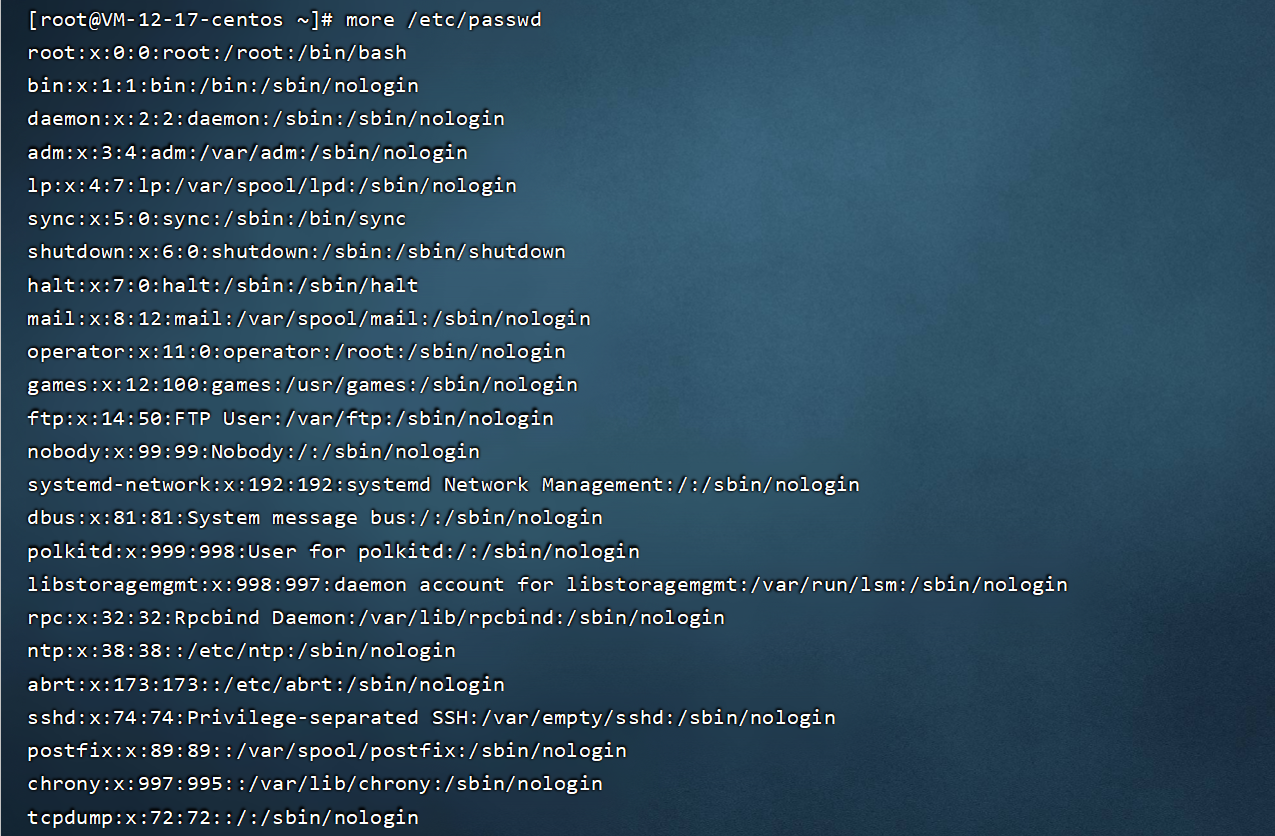 [root@VM-12-17-centos ~]# more /etc/passwd
root:x:0:0:root:/root:/bin/bash
bin:x:1:1:bin:/bin:/sbin/nologin
daemon:x:2:2:daemon:/sbin:/sbin/nologin
adm:x:3:4:adm:/var/adm:/sbin/nologin
lp:x:4:7:lp:/var/spool/lpd:/sbin/nologin
sync:x:5:0:sync:/sbin:/bin/sync
shutdown:x:6:0:shutdown:/sbin:/sbin/shutdown
halt:x:7:0:halt:/sbin:/sbin/halt
mail:x:8:12:mail:/var/spool/mail:/sbin/nologin
operator:x:11:0:operator:/root:/sbin/nologin
games:x:12:100:games:/usr/games:/sbin/nologin
ftp:x:14:50:FTP User:/var/ftp:/sbin/nologin
nobody:x:99:99:Nobody:/:/sbin/nologin
systemd-network:x:192:192:systemd Network Management:/:/sbin/nologin
dbus:x:81:81:System message bus:/:/sbin/nologin
polkitd:x:999:998:User for polkitd:/:/sbin/nologin
libstoragemgmt:x:998:997:daemon account for libstoragemgmt:/var/run/lsm:/sbin/nologin
rpc:x:32:32:Rpcbind Daemon:/var/lib/rpcbind:/sbin/nologin
ntp:x:38:38::/etc/ntp:/sbin/nologin
abrt:x:173:173::/etc/abrt:/sbin/nologin
sshd:x:74:74:Privilege-separated SSH:/var/empty/sshd:/sbin/nologin
postfix:x:89:89::/var/spool/postfix:/sbin/nologin
chrony:x:997:995::/var/lib/chrony:/sbin/nologin
tcpdump:x:72:72::/:/sbin/nologin